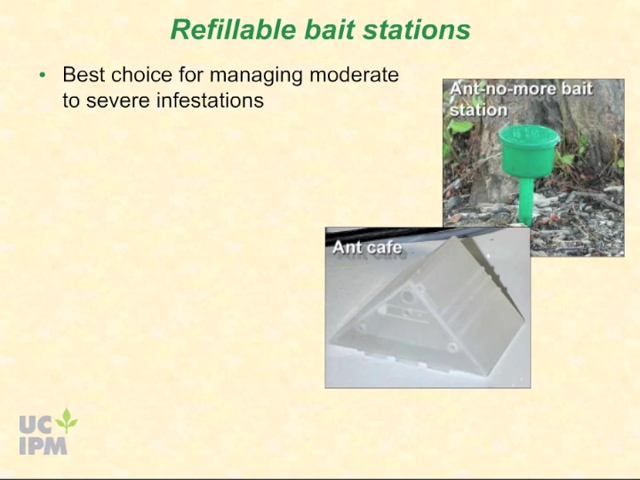 Refillable bait stations
• Best choice for managing moderate
to severe infestations
Ant-no-more bait
station
Ant cafe
UC
IPM